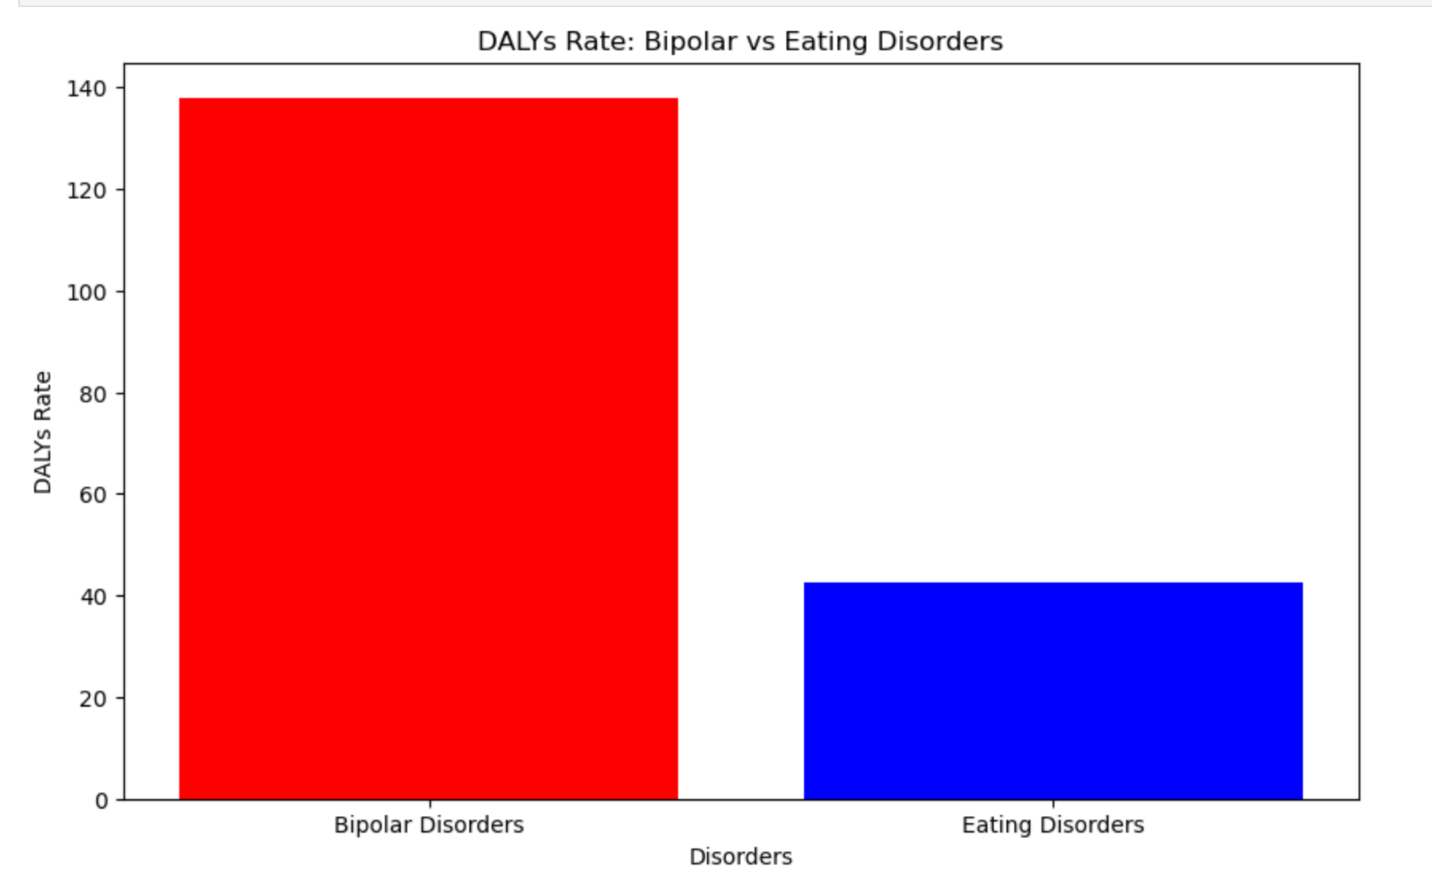 DALYs Rate: Bipolar vs Eating Disorders
140
120
100
80
60
40
20
0
DALYs Rate
Bipolar Disorders
Eating Disorders
Disorders